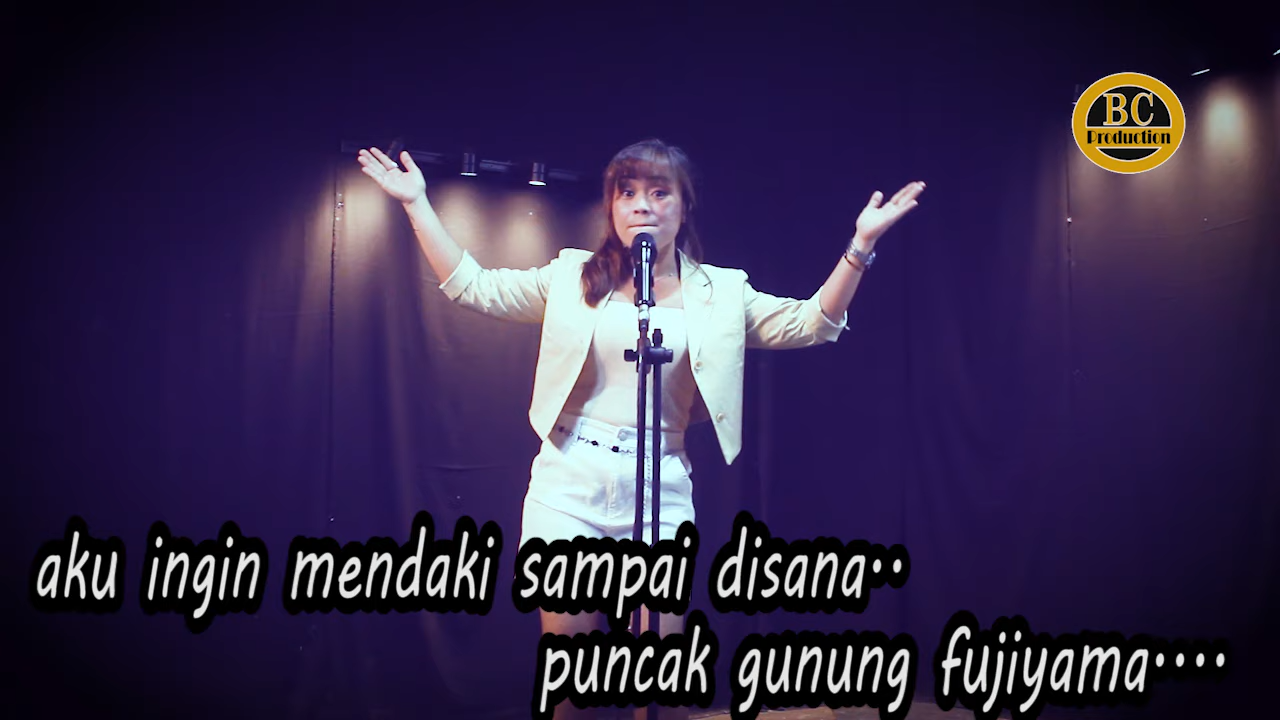 BC
Production
aku ingin mendaki sampai disana..
puncak gunung fujiyama....